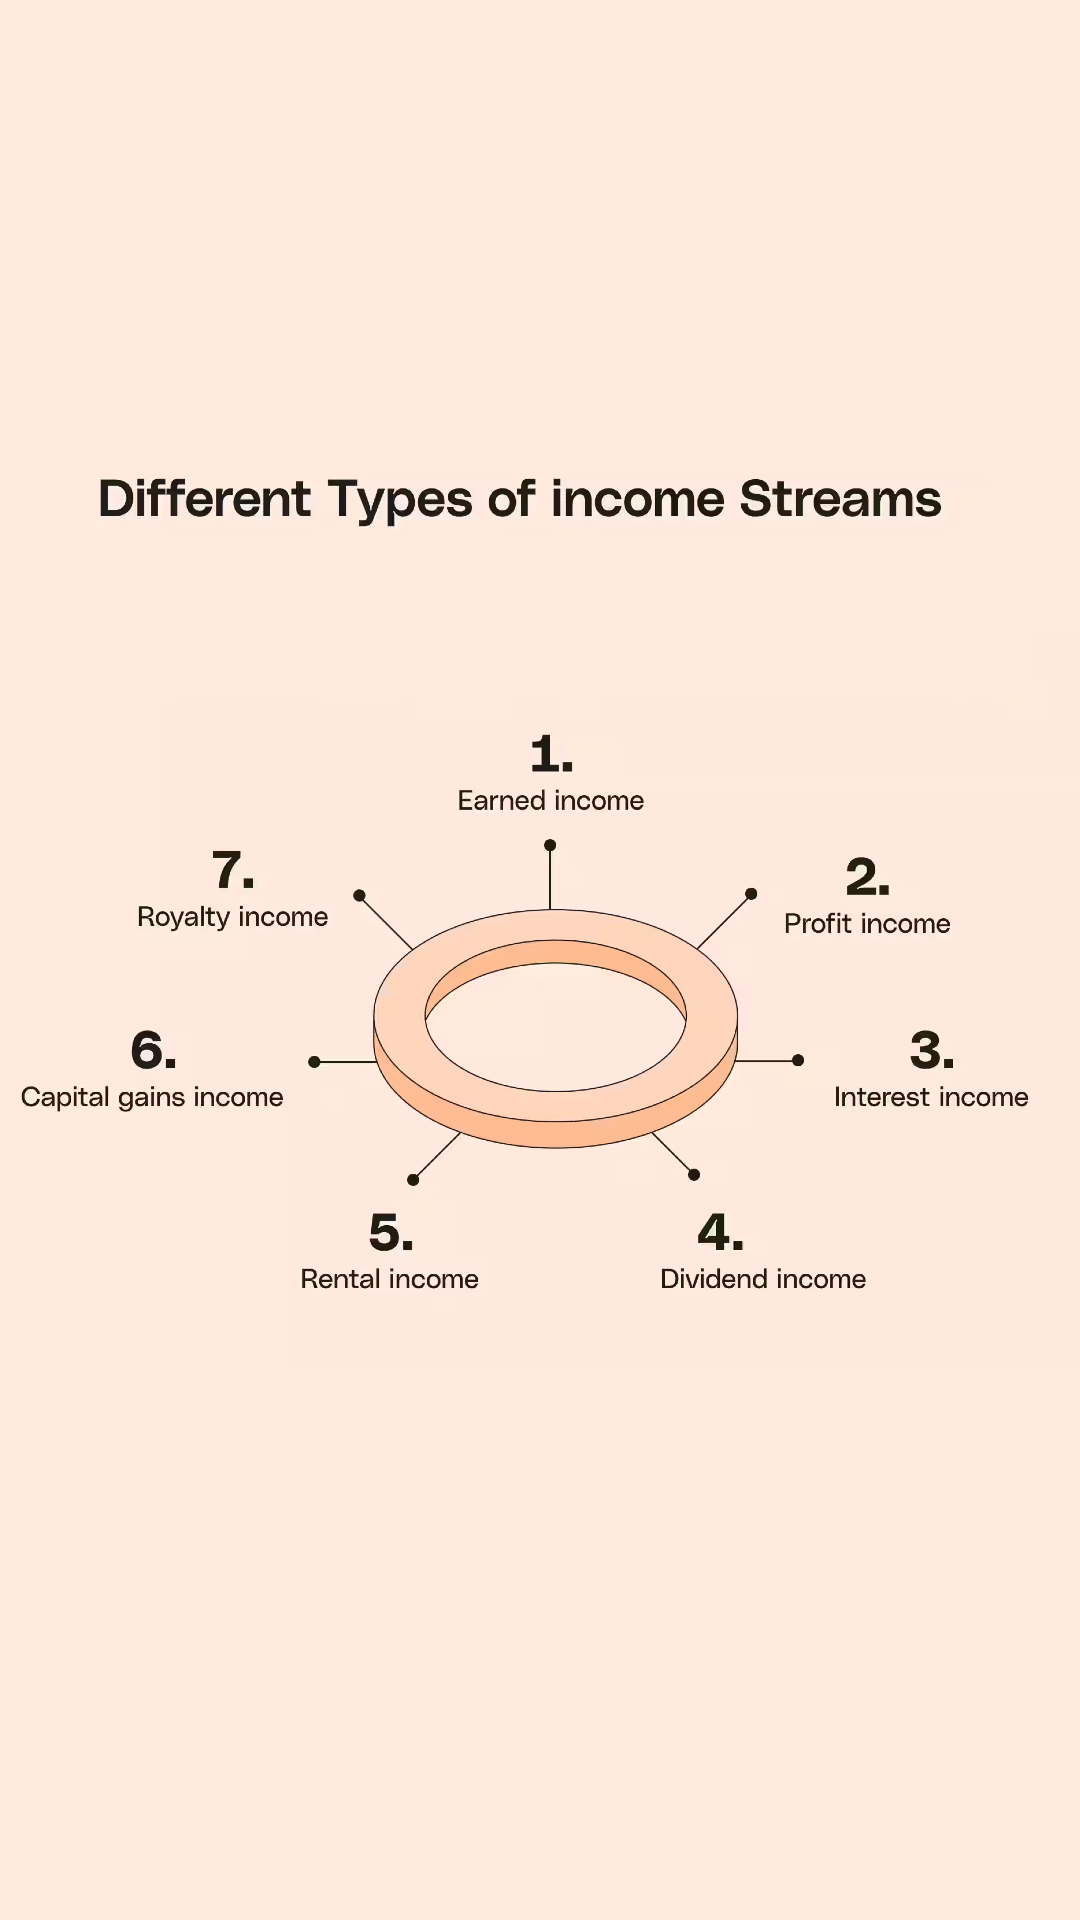 Different Types of income Streams
1.
Earned income
2.
Profit income
3.
Interest income
4.
Dividend income
5.
Rental income
6.
Capital gains income
7.
Royalty income